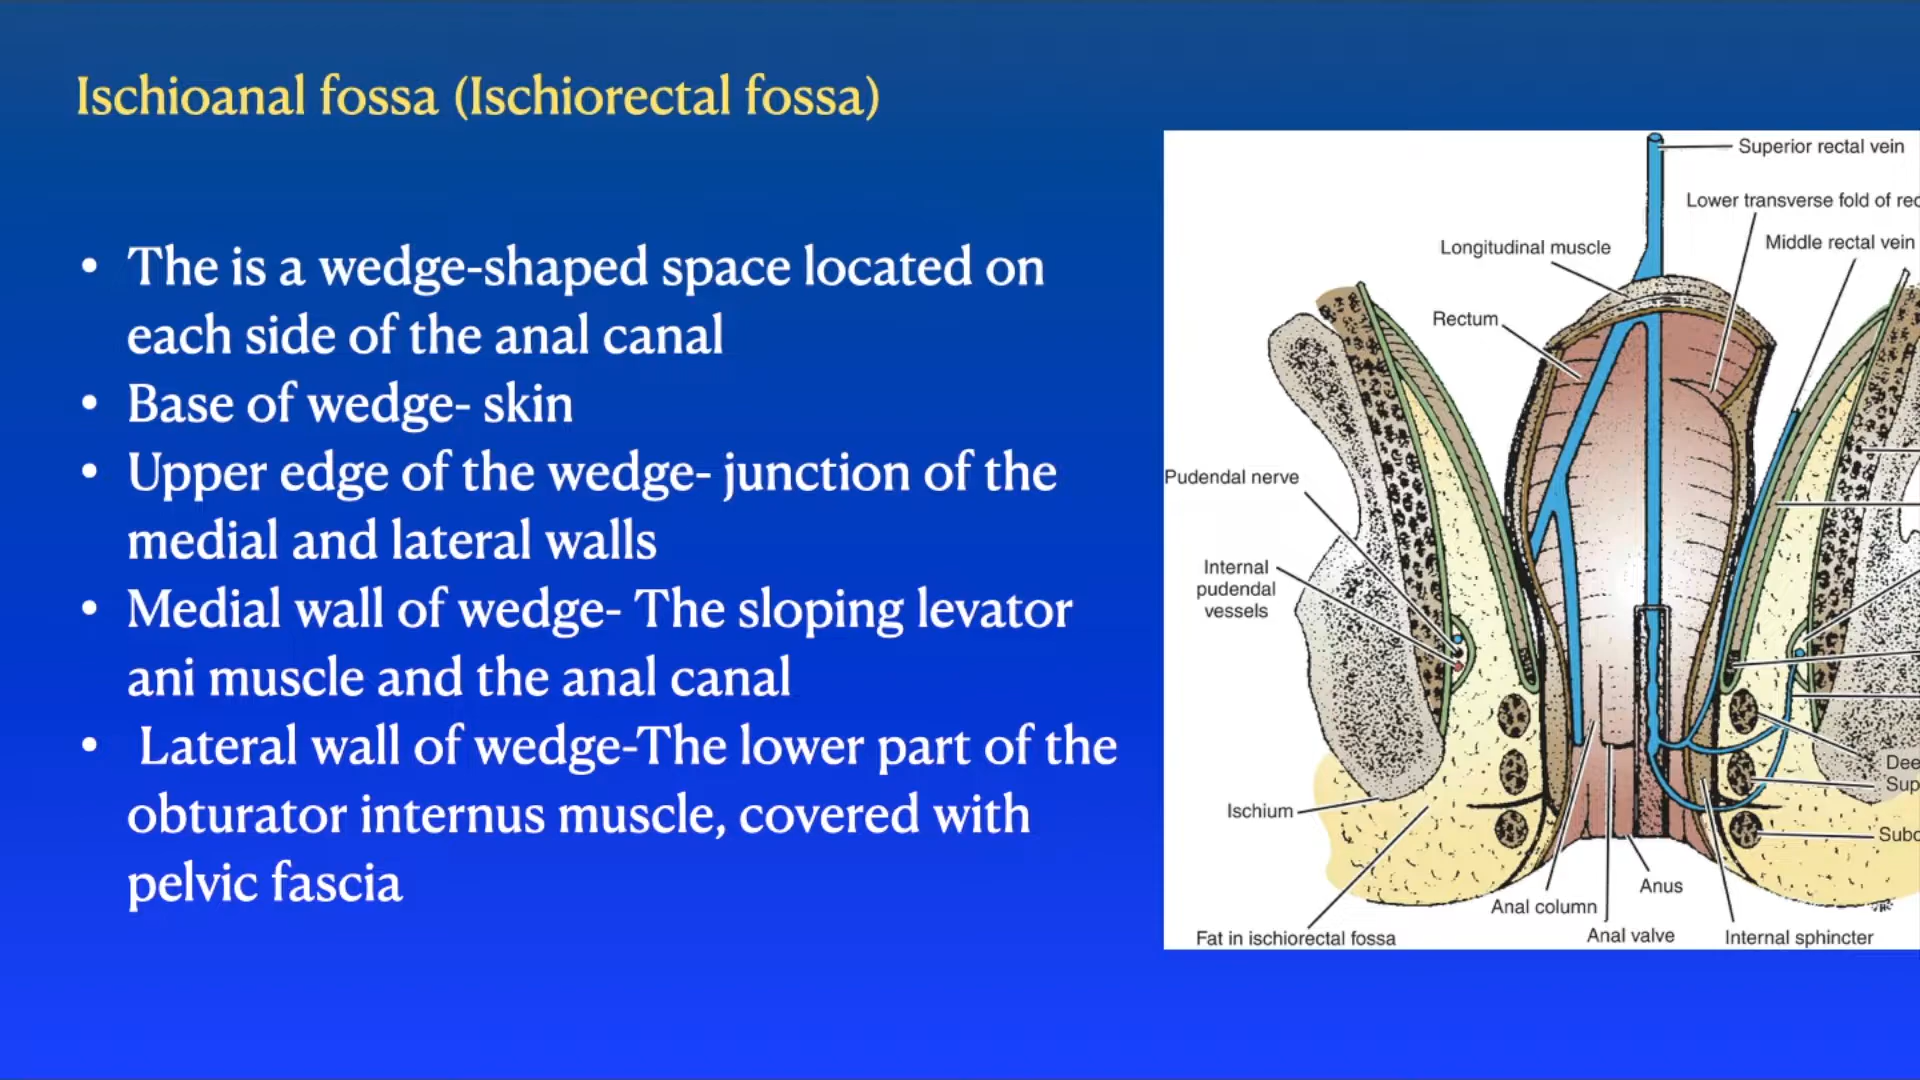 Ischioanal fossa (Ischiorectal fossa)
• The is a wedge-shaped space located on
each side of the anal canal
• Base of wedge- skin
• Upper edge of the wedge- junction of the
medial and lateral walls
• Medial wall of wedge- The sloping levator
ani muscle and the anal canal
• Lateral wall of wedge-The lower part of the
obturator internus muscle, covered with
pelvic fascia
Superior rectal vein
Lower transverse fold of rec
Middle rectal vein
Longitudinal muscle
Rectum
Pudendal nerve
Internal
pudendal
vessels
Ischium
Fat in ischiorectal fossa
Anal column
Anal valve
Anus
Internal sphincter
Dee
Sup
Subc